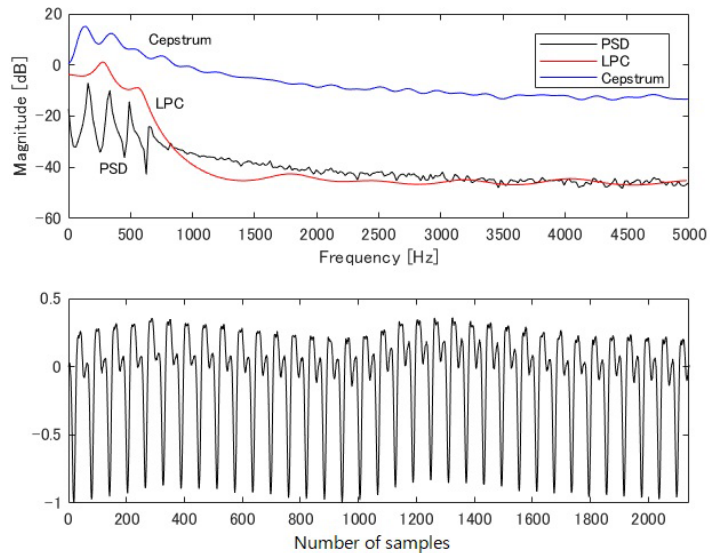 20
0
-20
-40
-60
Magnitude [dB]
Cepstrum
LPC
PSD
PSD
LPC
Cepstrum
0 500 1000 1500 2000 2500 3000 3500 4000 4500 5000
Frequency [Hz]
0.5
0
-0.5
-1
0 200 400 600 800 1000 1200 1400 1600 1800 2000
Number of samples